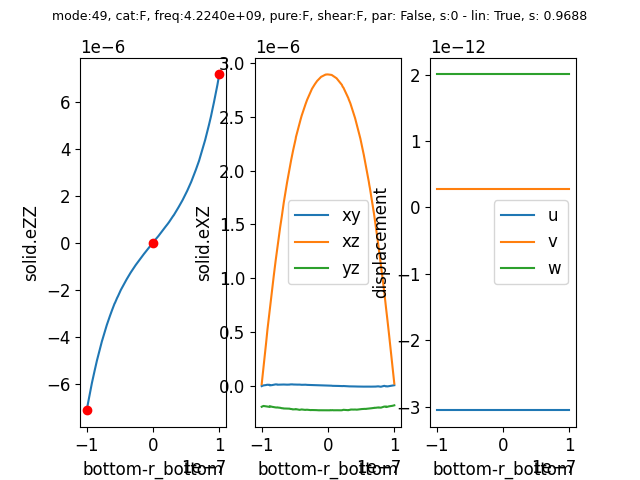 mode:49, cat:F, freq:4.2240e+09, pure:F, shear:F, par: False, s:0 - lin: True, s: 0.9688
1e−6
6
4
2
0
−2
−4
−6
solid.eZZ
−1 0 1
1e−7
bottom-r_bottom
1e−6
3.0
2.5
2.0
1.5
1.0
0.5
0.0
solid.eXZ
xy
xz
yz
−1 0 1
1e−7
bottom-r_bottom
1e−12
2
1
0
−1
−2
−3
displacement
u
v
w
−1 0 1
1e−7
bottom-r_bottom